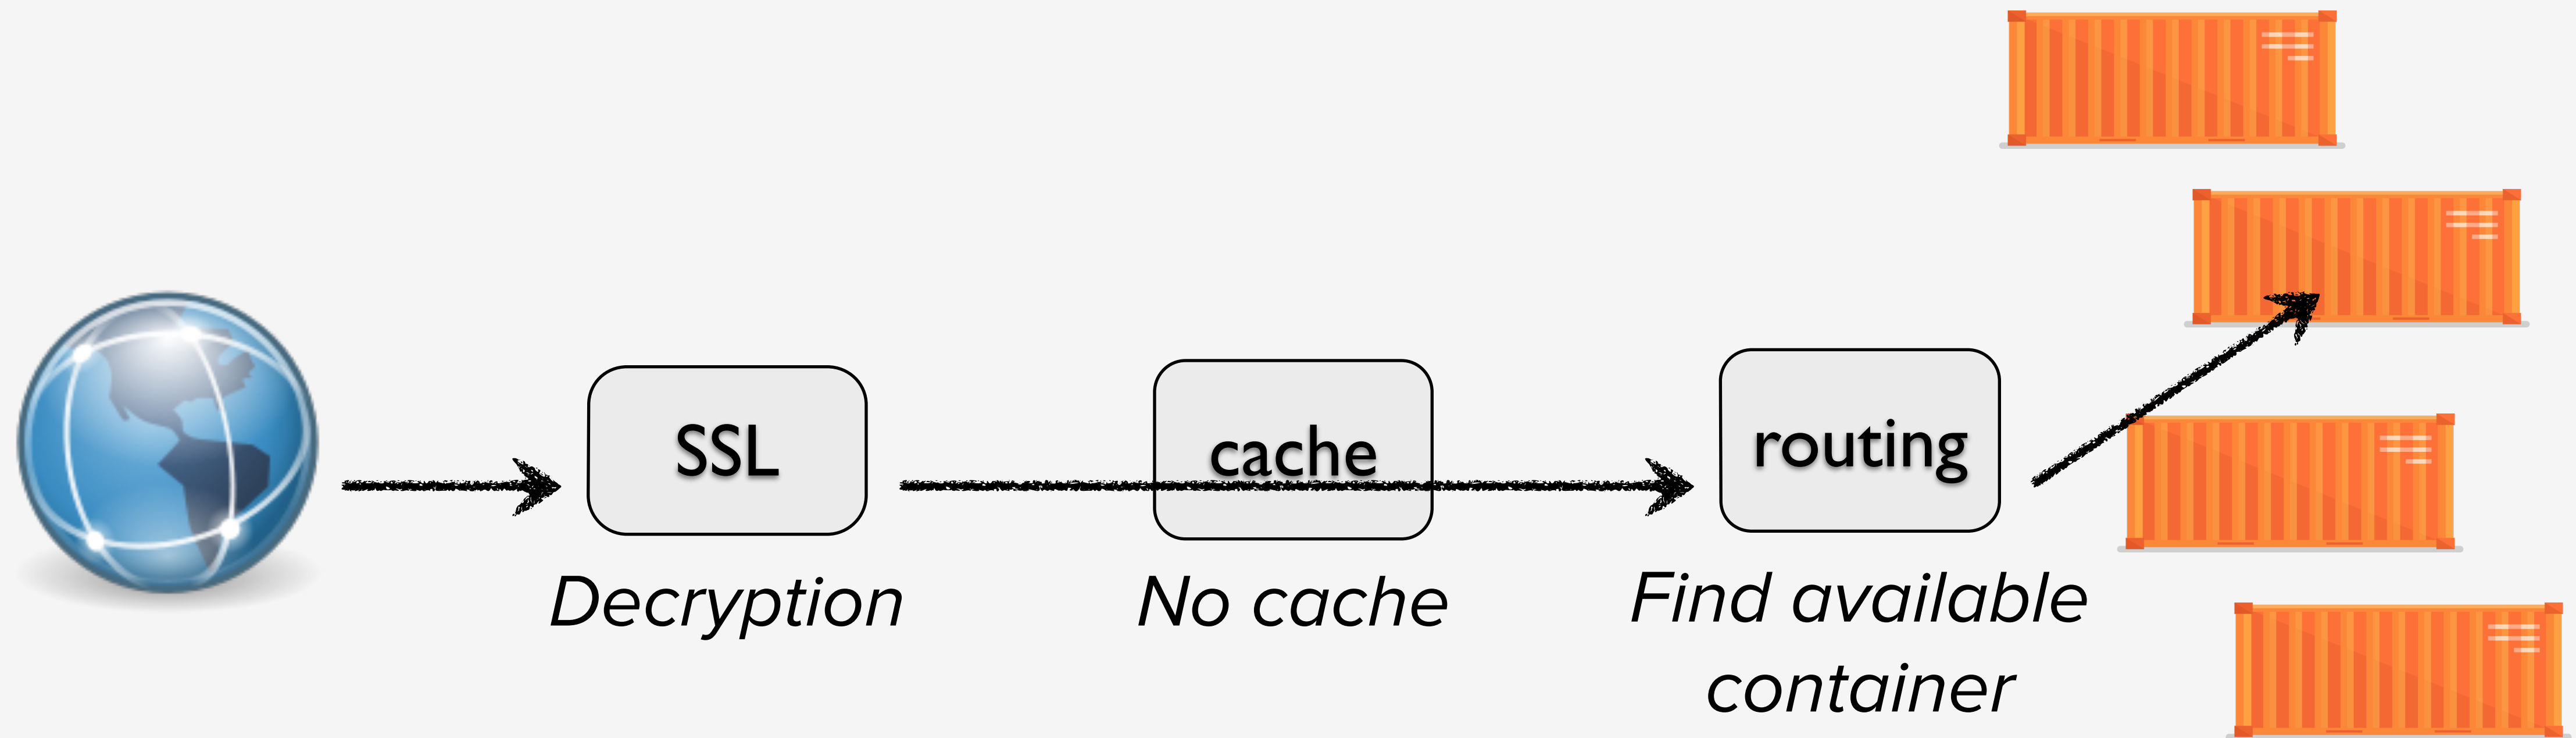 SSL
Decryption
cache
No cache
routing
Find available
container